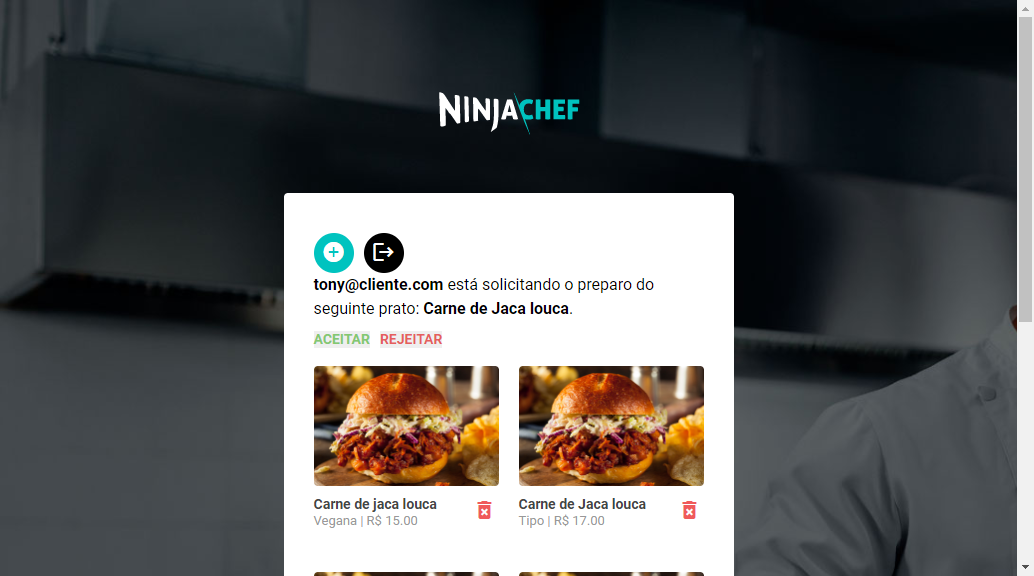 NINJACHEF
tony@cliente.com está solicitando o preparo do
seguinte prato: Carne de Jaca louca.
ACEITAR REJEITAR
Carne de jaca louca
Vegana | R$ 15.00
Carne de Jaca louca
Tipo | R$ 17.00